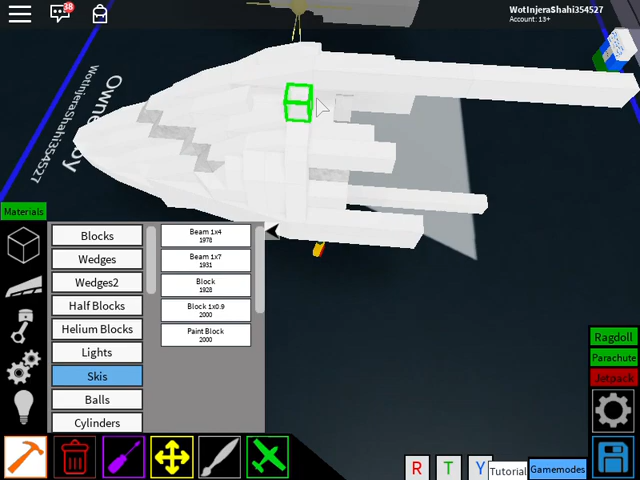 38
WotInjeraShahi354527
Account: 13+
Owned by
WotInjeraShahi354527
Materials
Blocks
Wedges
Wedges2
Half Blocks
Helium Blocks
Lights
Skis
Balls
Cylinders
Beam 1x4
1978
Beam 1x7
1931
Block
1928
Block 1x0.9
2000
Paint Block
2000
Ragdoll
Parachute
Jetpack
R T Y
Tutorial
Gamemodes